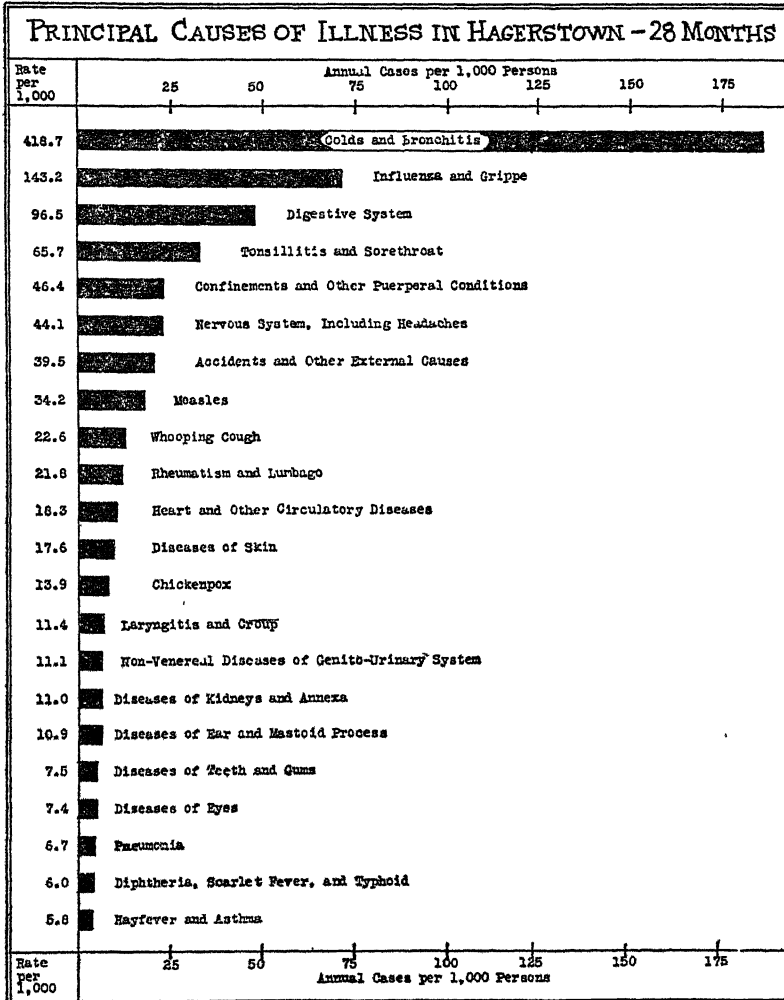 PRINCIPAL CAUSES OF ILLNESS IN HAGERSTOWN – 28 MONTHS
Rate per 1,000
Annual Cases per 1,000 Persons
25 50 75 100 125 150 175
418.7 Colds and Bronchitis
143.2 Influenza and Grippe
96.5 Digestive System
65.7 Tonsillitis and Sorethroat
46.4 Confinements and Other Puerperal Conditions
44.1 Nervous System, Including Headaches
39.5 Accidents and Other External Causes
34.2 Measles
22.6 Whooping Cough
21.8 Rheumatism and Lumbago
18.3 Heart and Other Circulatory Diseases
17.6 Diseases of Skin
13.9 Chickenpox
11.4 Laryngitis and Croup
11.1 Non-Venereal Diseases of Genito-Urinary System
11.0 Diseases of Kidneys and Annexa
10.9 Diseases of Ear and Mastoid Process
7.5 Diseases of Teeth and Gums
7.4 Diseases of Eyes
6.7 Pneumonia
6.0 Diphtheria, Scarlet Fever, and Typhoid
5.8 Hayfever and Asthma
Rate per 1,000
25 50 75 100 125 150 175
Annual Cases per 1,000 Persons